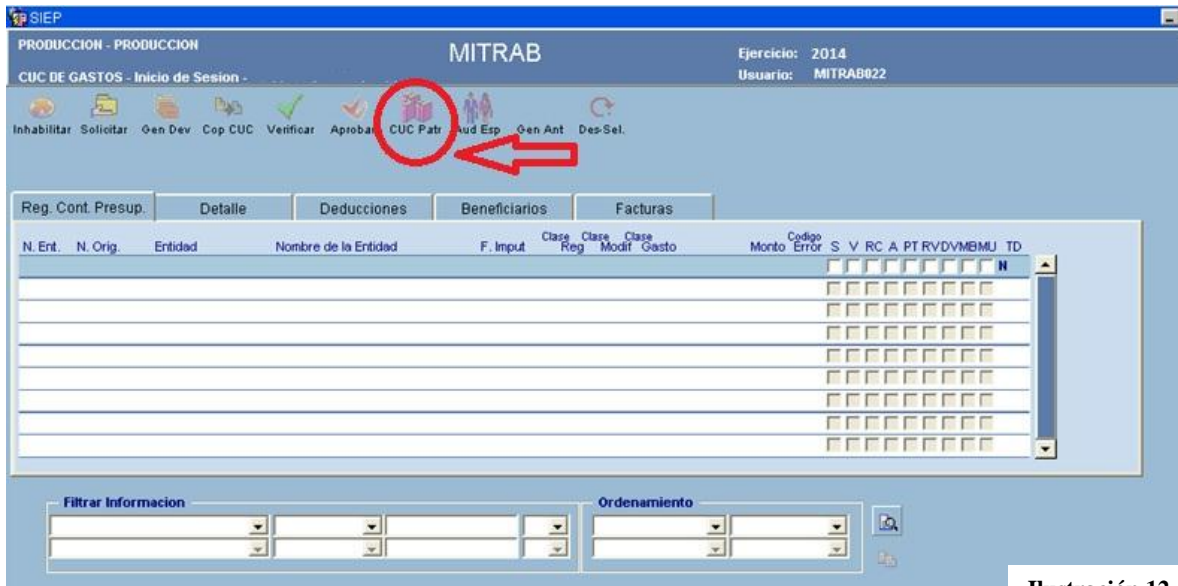 SIEP
PRODUCCION - PRODUCCION
MITRAB
Ejercicio: 2014
CUC DE GASTOS - Inicio de Sesion -
Usuario: MITRAB022
Inhabilitar Solicitar Gen Dev Cop CUC Verificar Aprobar CUC Patr Aud Esp Gen Ant Des-Sel.
Reg. Cont. Presup. Detalle Deducciones Beneficiarios Facturas
N. Ent. N. Orig. Entidad Nombre de la Entidad F. Imput Clase Reg Clase Modif Clase Gasto Monto Codigo Error S V RC A PT RV DV MB MU TD
N
Filtrar Informacion Ordenamiento